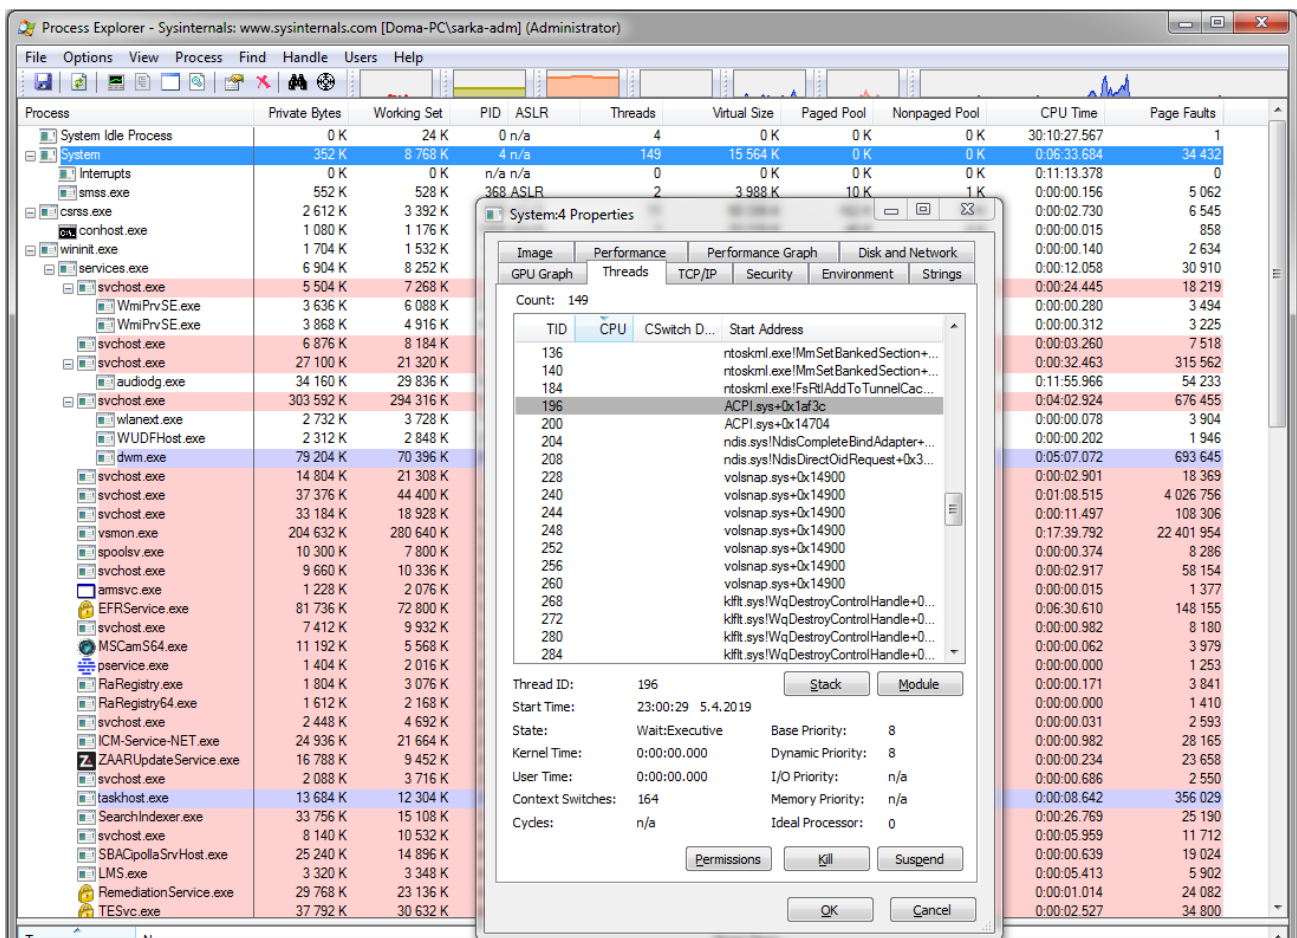 Process Explorer - Sysinternals: www.sysinternals.com [Doma-PC\sarka-adm] (Administrator)
File Options View Process Find Handle Users Help
Process Private Bytes Working Set PID ASLR Threads Virtual Size Paged Pool Nonpaged Pool CPU Time Page Faults
System Idle Process 0 K 24 K 0 n/a 4 0 K 0 K 0 K 30:10:27.567 1
System 352 K 8 768 K 4 n/a 149 15 564 K 0 K 0 K 0:06:33.684 34 432
Interrupts 0 K 0 K n/a n/a 0 0 K 0 K 0 K 0:11:13.378 0
smss.exe 552 K 528 K 368 ASLR 2 3 988 K 10 K 1 K 0:00:00.156 5 062
csrss.exe 2 612 K 3 392 K 0:00:02.730 6 545
conhost.exe 1 080 K 1 176 K 0:00:00.015 858
wininit.exe 1 704 K 1 532 K 0:00:00.140 2 634
services.exe 6 904 K 8 252 K 0:00:12.058 30 910
svchost.exe 5 504 K 7 268 K 0:00:24.445 18 219
WmiPrvSE.exe 3 636 K 6 088 K 0:00:00.280 3 494
WmiPrvSE.exe 3 868 K 4 916 K 0:00:00.312 3 225
svchost.exe 6 876 K 8 184 K 0:00:03.260 7 518
svchost.exe 27 100 K 21 320 K 0:00:32.463 315 562
audiodg.exe 34 160 K 29 836 K 0:11:55.966 54 233
svchost.exe 303 592 K 294 316 K 0:04:02.924 676 455
wlanext.exe 2 732 K 3 728 K 0:00:00.078 3 904
WUDFHost.exe 2 312 K 2 848 K 0:00:00.202 1 946
dwm.exe 79 204 K 70 396 K 0:05:07.072 693 645
svchost.exe 14 804 K 21 308 K 0:00:02.901 18 369
svchost.exe 37 376 K 44 400 K 0:01:08.515 4 026 756
svchost.exe 33 184 K 18 928 K 0:00:11.497 108 306
vsmon.exe 204 632 K 280 640 K 0:17:39.792 22 401 954
spoolsv.exe 10 300 K 7 800 K 0:00:00.374 8 286
svchost.exe 9 660 K 10 336 K 0:00:02.917 58 154
armsvc.exe 1 228 K 2 076 K 0:00:00.015 1 377
EFRService.exe 81 736 K 72 800 K 0:06:30.610 148 155
svchost.exe 7 412 K 9 932 K 0:00:00.982 8 180
MSCamS64.exe 11 192 K 5 568 K 0:00:00.062 3 979
pservice.exe 1 404 K 2 016 K 0:00:00.000 1 253
RaRegistry.exe 1 804 K 3 076 K 0:00:00.171 3 841
RaRegistry64.exe 1 612 K 2 168 K 0:00:00.000 1 410
svchost.exe 2 448 K 4 692 K 0:00:00.031 2 593
ICM-Service-NET.exe 24 936 K 21 664 K 0:00:00.982 28 165
ZAARUpdateService.exe 16 788 K 9 452 K 0:00:00.234 23 658
svchost.exe 2 088 K 3 716 K 0:00:00.686 2 550
taskhost.exe 13 684 K 12 304 K 0:00:08.642 356 029
SearchIndexer.exe 33 756 K 15 108 K 0:00:26.769 25 190
svchost.exe 8 140 K 10 532 K 0:00:05.959 11 712
SBACipollaSrvHost.exe 25 240 K 14 896 K 0:00:00.639 19 024
LMS.exe 3 320 K 3 348 K 0:00:05.413 5 902
RemediationService.exe 29 768 K 23 136 K 0:00:01.014 24 082
TESvc.exe 37 792 K 30 632 K 0:00:02.527 34 800
System:4 Properties
Image Performance Performance Graph Disk and Network
GPU Graph Threads TCP/IP Security Environment Strings
Count: 149
TID CPU CSwitch D... Start Address
136 ntoskrnl.exe!MmSetBankedSection+...
140 ntoskrnl.exe!MmSetBankedSection+...
184 ntoskrnl.exe!FsRtlAddToTunnelCac...
196 ACPI.sys+0x1af3c
200 ACPI.sys+0x14704
204 ndis.sys!NdisCompleteBindAdapter+...
208 ndis.sys!NdisDirectOidRequest+0x3...
228 volsnap.sys+0x14900
240 volsnap.sys+0x14900
244 volsnap.sys+0x14900
248 volsnap.sys+0x14900
252 volsnap.sys+0x14900
256 volsnap.sys+0x14900
260 volsnap.sys+0x14900
268 klflt.sys!WqDestroyControlHandle+0...
272 klflt.sys!WqDestroyControlHandle+0...
280 klflt.sys!WqDestroyControlHandle+0...
284 klflt.sys!WqDestroyControlHandle+0...
Thread ID: 196 Stack Module
Start Time: 23:00:29 5.4.2019
State: Wait:Executive Base Priority: 8
Kernel Time: 0:00:00.000 Dynamic Priority: 8
User Time: 0:00:00.000 I/O Priority: n/a
Context Switches: 164 Memory Priority: n/a
Cycles: n/a Ideal Processor: 0
Permissions Kill Suspend
OK Cancel